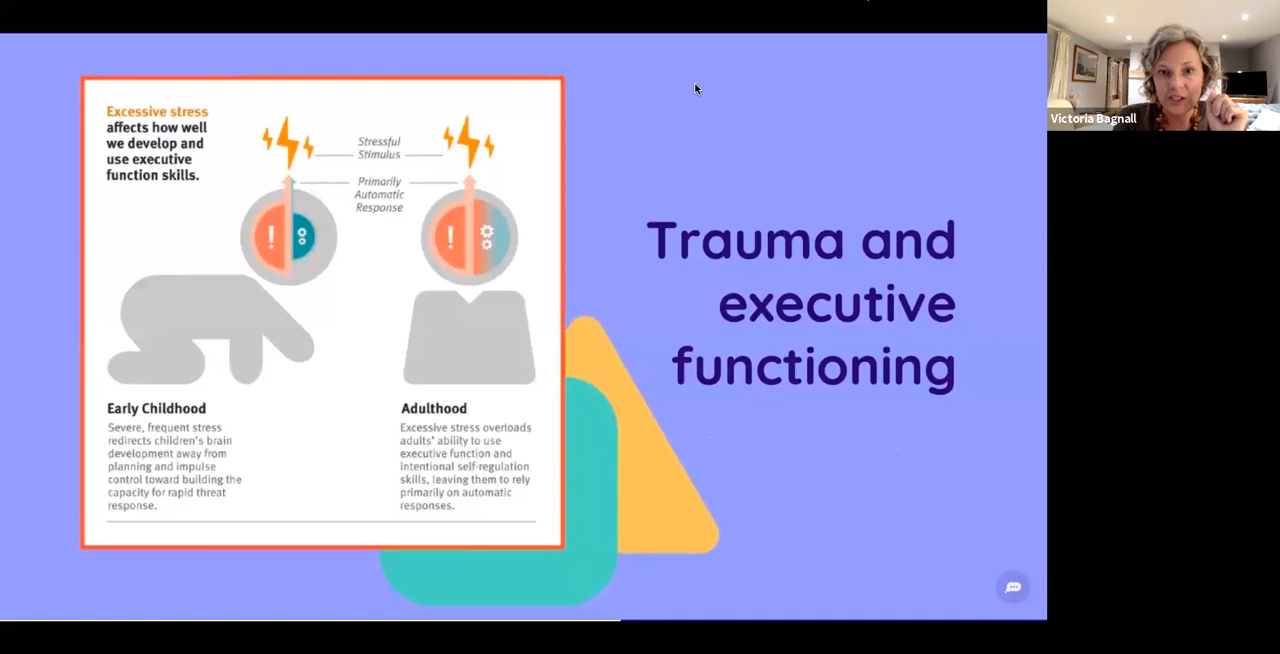 Excessive stress
affects how well
we develop and
use executive
function skills.
Stressful
Stimulus
Primarily
Automatic
Response
!
!
Early Childhood
Severe, frequent stress
redirects children's brain
development away from
planning and impulse
control toward building the
capacity for rapid threat
response.
Adulthood
Excessive stress overloads
adults' ability to use
executive function and
intentional self-regulation
skills, leaving them to rely
primarily on automatic
responses.
Trauma and
executive
functioning
Victoria Bagnall